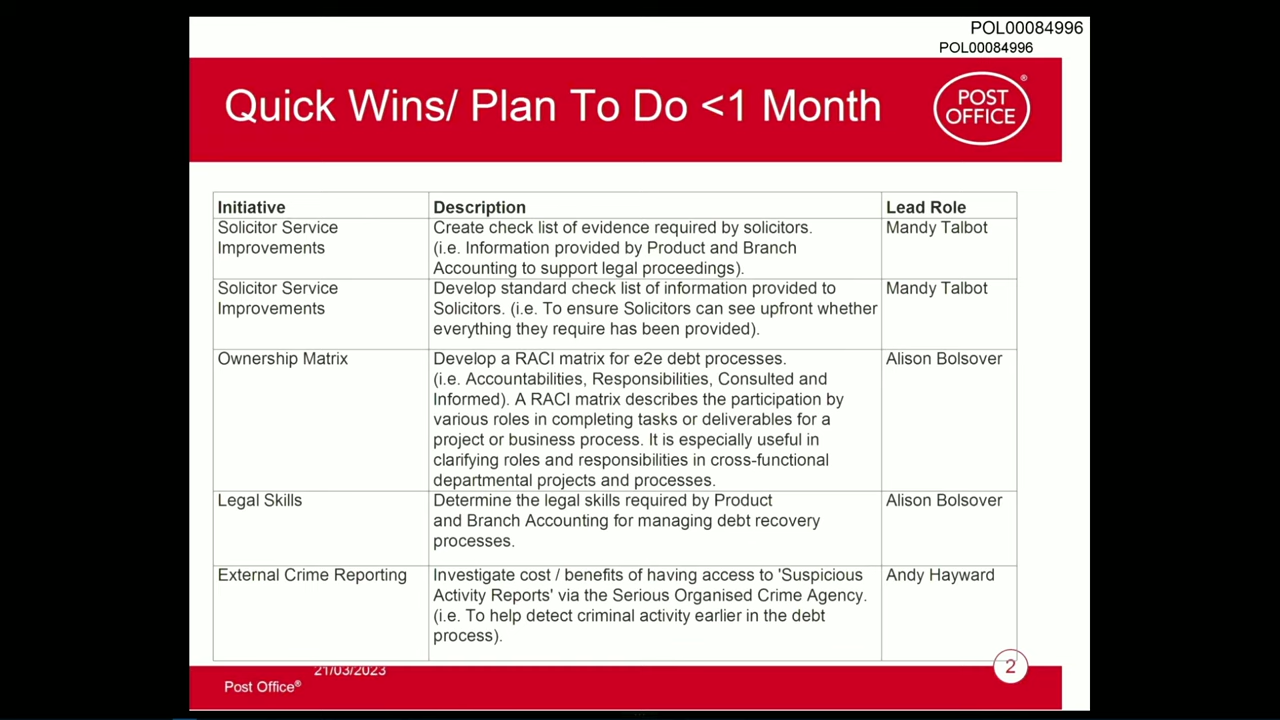 POL00084996
POL00084996
Quick Wins/ Plan To Do <1 Month
POST
OFFICE
®
Initiative
Description
Lead Role
Solicitor Service
Improvements
Create check list of evidence required by solicitors.
(i.e. Information provided by Product and Branch
Accounting to support legal proceedings).
Mandy Talbot
Solicitor Service
Improvements
Develop standard check list of information provided to
Solicitors. (i.e. To ensure Solicitors can see upfront whether
everything they require has been provided).
Mandy Talbot
Ownership Matrix
Develop a RACI matrix for e2e debt processes.
(i.e. Accountabilities, Responsibilities, Consulted and
Informed). A RACI matrix describes the participation by
various roles in completing tasks or deliverables for a
project or business process. It is especially useful in
clarifying roles and responsibilities in cross-functional
departmental projects and processes.
Alison Bolsover
Legal Skills
Determine the legal skills required by Product
and Branch Accounting for managing debt recovery
processes.
Alison Bolsover
External Crime Reporting
Investigate cost / benefits of having access to 'Suspicious
Activity Reports' via the Serious Organised Crime Agency.
(i.e. To help detect criminal activity earlier in the debt
process).
Andy Hayward
21/03/2023
Post Office®
2